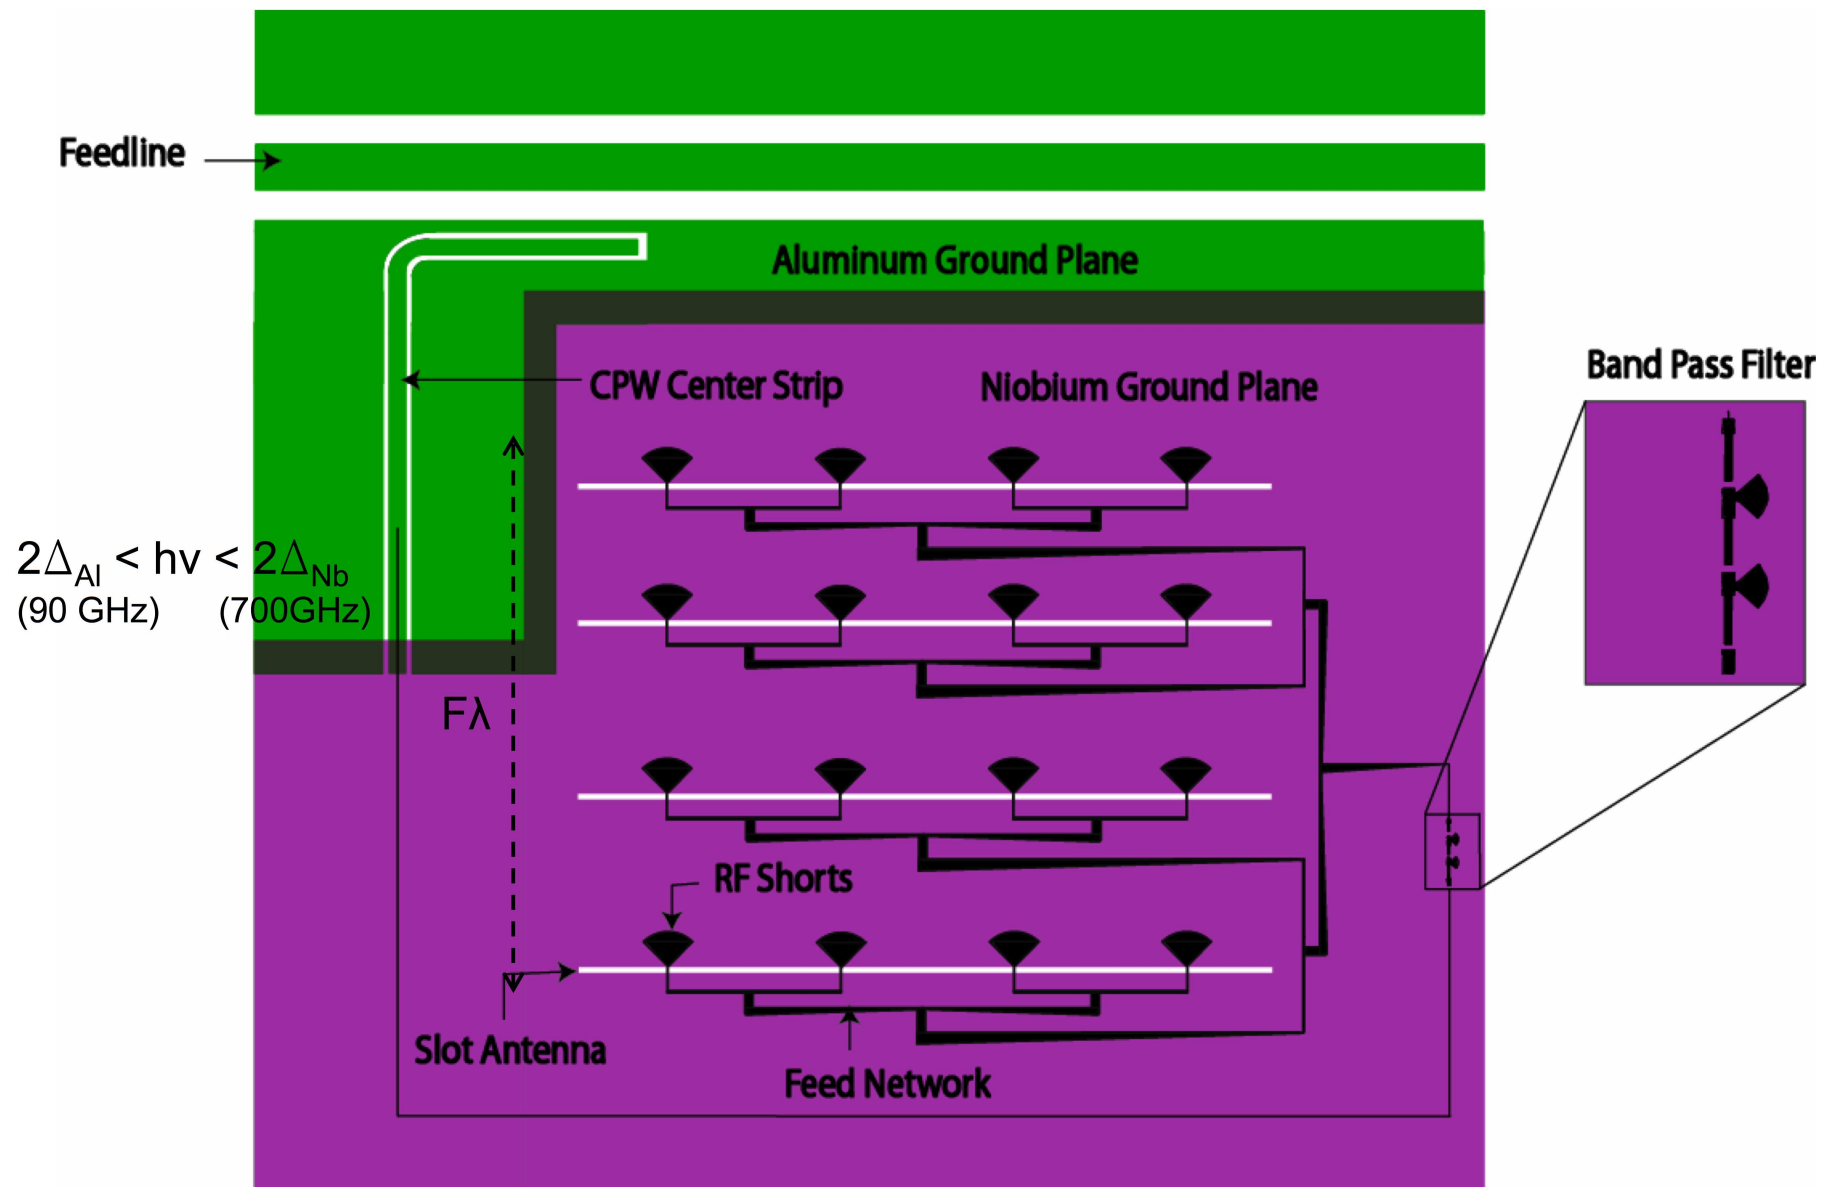 Feedline
Aluminum Ground Plane
Band Pass Filter
CPW Center Strip
Niobium Ground Plane
2ΔAl < hν < 2ΔNb
(90 GHz) (700GHz)
Fλ
RF Shorts
Slot Antenna
Feed Network